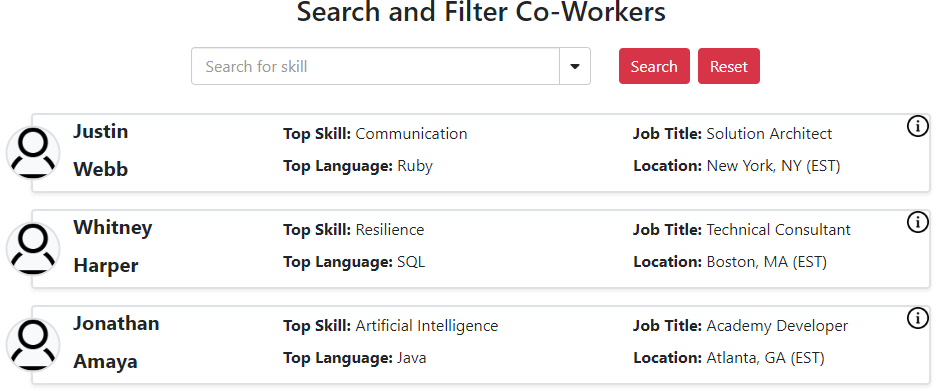 Search and Filter Co-Workers
Search for skill
Search
Reset
Justin
Webb
Top Skill: Communication
Top Language: Ruby
Job Title: Solution Architect
Location: New York, NY (EST)
Whitney
Harper
Top Skill: Resilience
Top Language: SQL
Job Title: Technical Consultant
Location: Boston, MA (EST)
Jonathan
Amaya
Top Skill: Artificial Intelligence
Top Language: Java
Job Title: Academy Developer
Location: Atlanta, GA (EST)